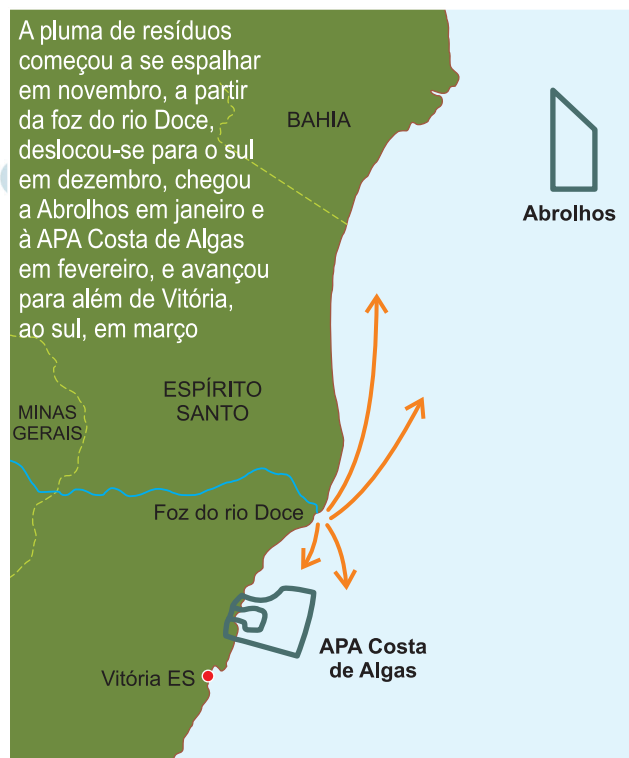 A pluma de resíduos
começou a se espalhar
em novembro, a partir
da foz do rio Doce,
deslocou-se para o sul
em dezembro, chegou
a Abrolhos em janeiro e
à APA Costa de Algas
em fevereiro, e avançou
para além de Vitória,
ao sul, em março
BAHIA
Abrolhos
ESPÍRITO
SANTO
MINAS
GERAIS
Foz do rio Doce
APA Costa
de Algas
Vitória ES